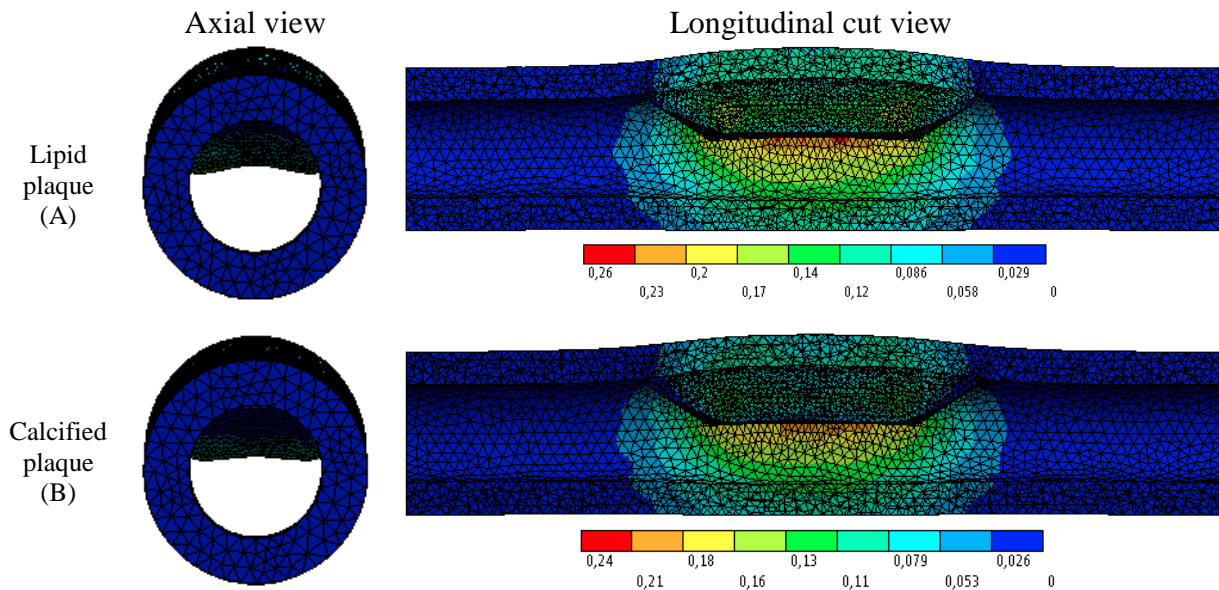 Axial view
Longitudinal cut view
Lipid
plaque
(A)
0,26 0,2 0,14 0,086 0,029
0,23 0,17 0,12 0,058 0
Calcified
plaque
(B)
0,24 0,18 0,13 0,079 0,026
0,21 0,16 0,11 0,053 0